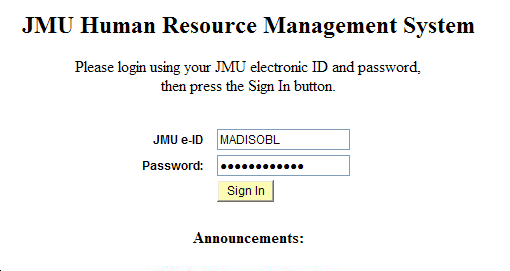 JMU Human Resource Management System
Please login using your JMU electronic ID and password,
then press the Sign In button.
JMU e-ID MADISOBL
Password: ••••••••••••
Sign In
Announcements: